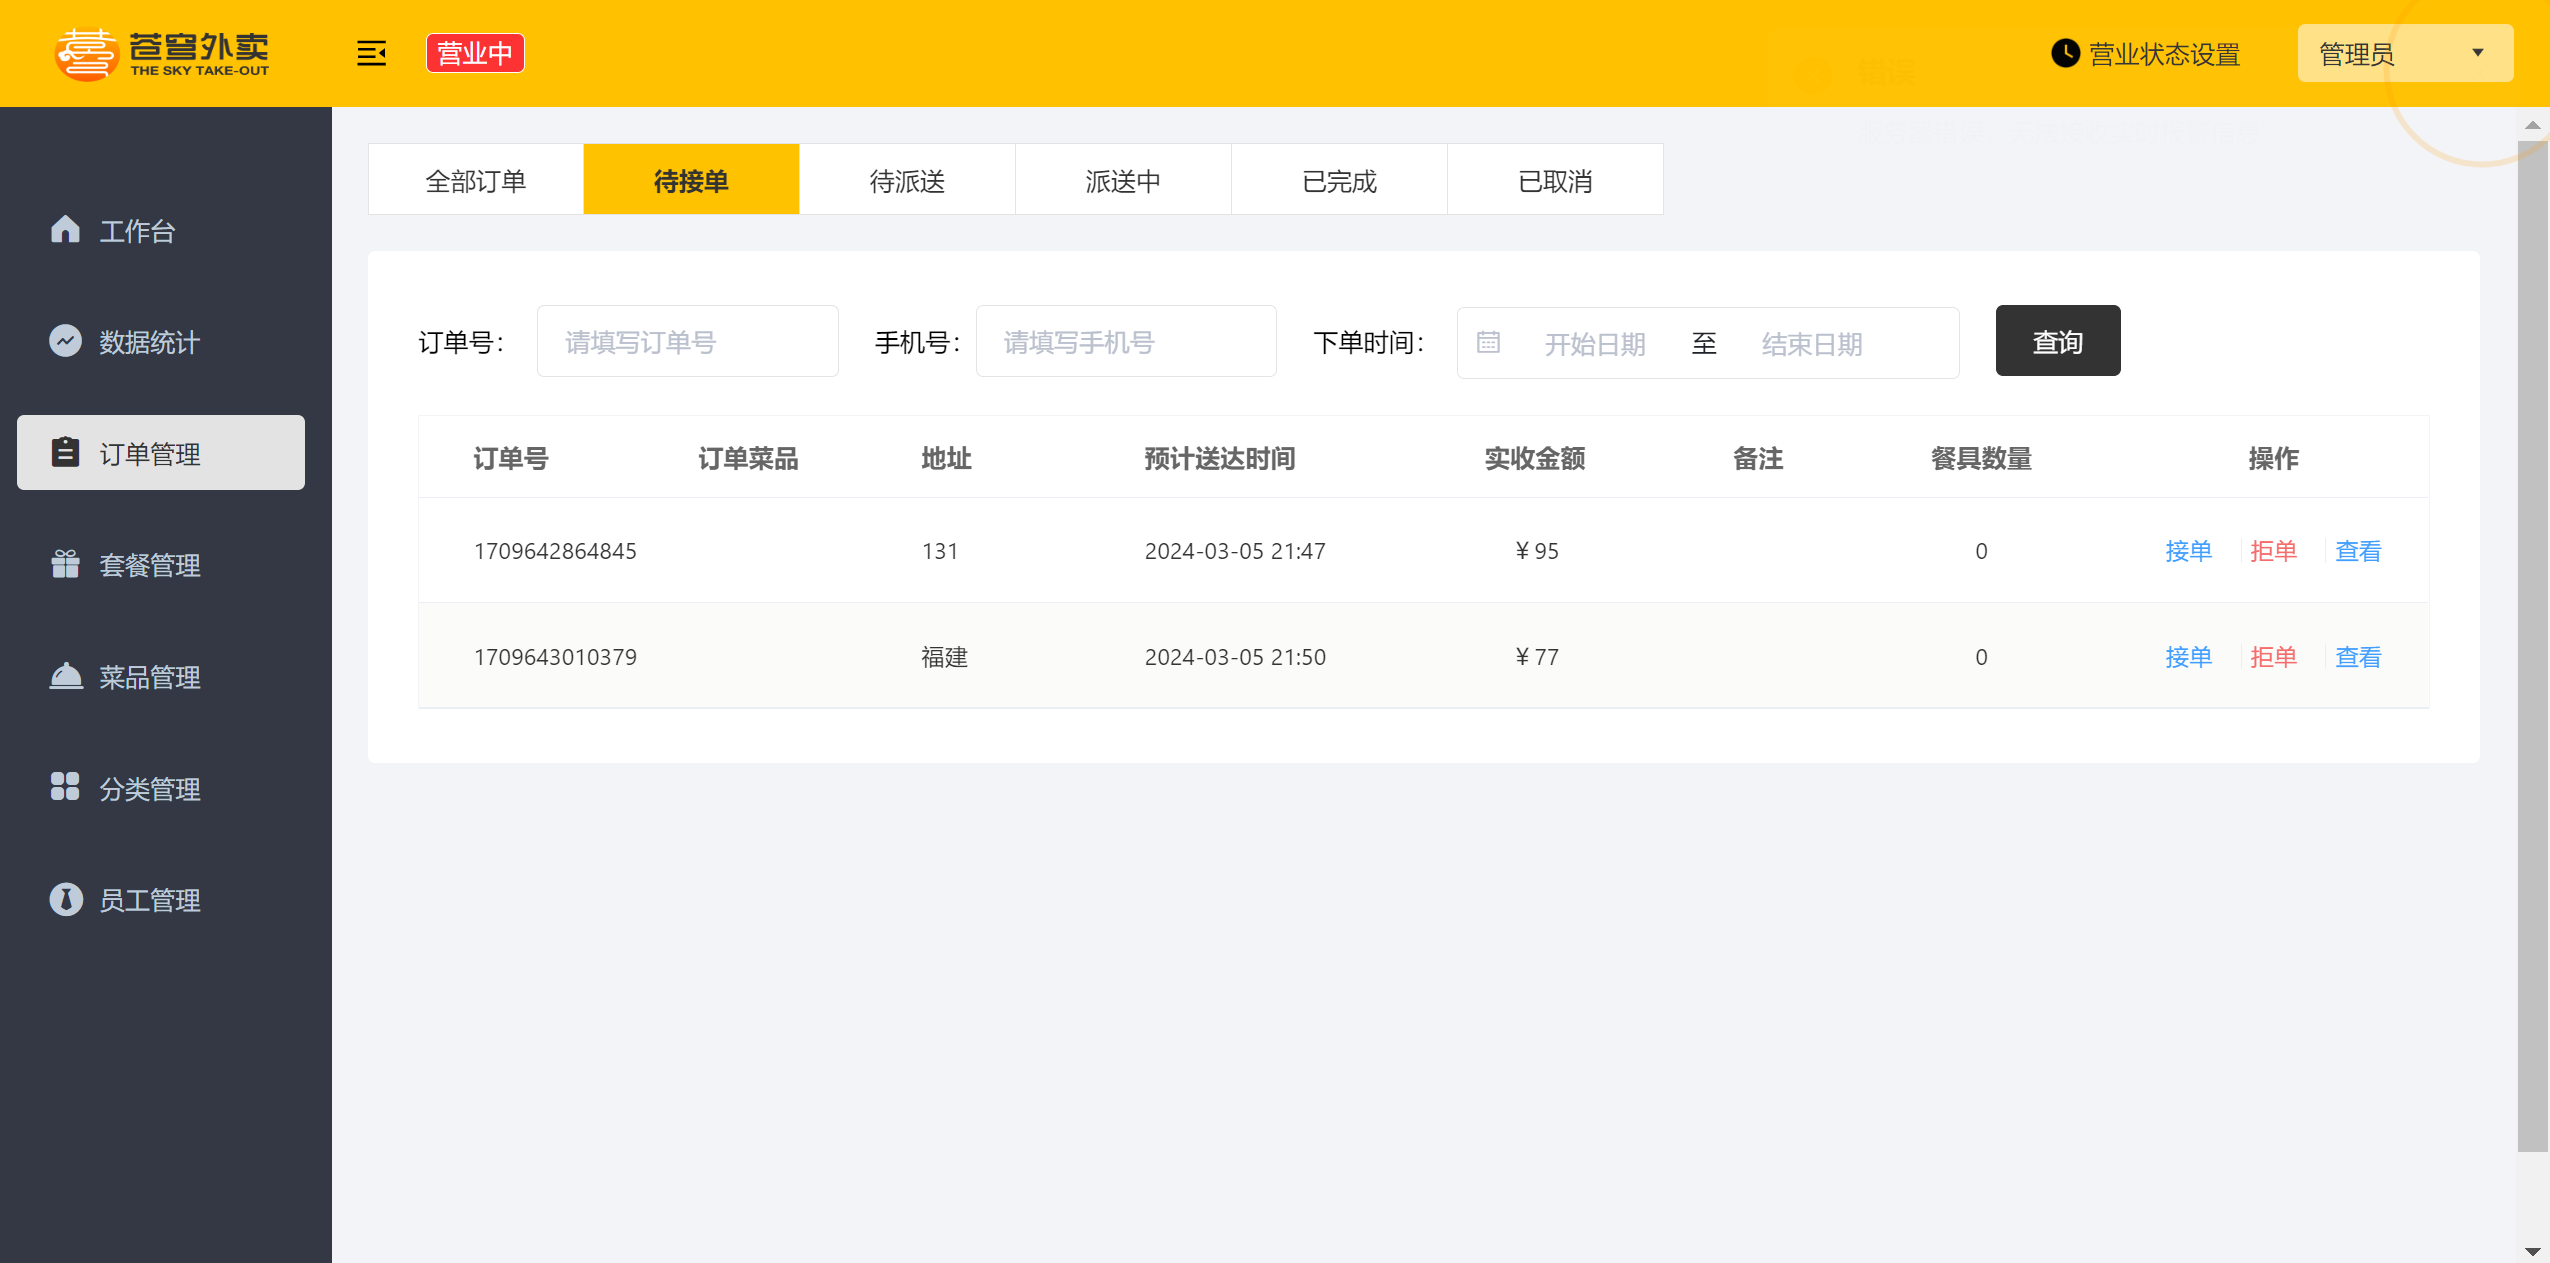 苍穹外卖
THE SKY TAKE-OUT
营业中
营业状态设置
管理员
工作台
数据统计
订单管理
套餐管理
菜品管理
分类管理
员工管理
全部订单 待接单 待派送 派送中 已完成 已取消
订单号： 请填写订单号 手机号： 请填写手机号 下单时间： 开始日期 至 结束日期 查询
订单号 订单菜品 地址 预计送达时间 实收金额 备注 餐具数量 操作
1709642864845 131 2024-03-05 21:47 ￥95 0 接单 拒单 查看
1709643010379 福建 2024-03-05 21:50 ￥77 0 接单 拒单 查看